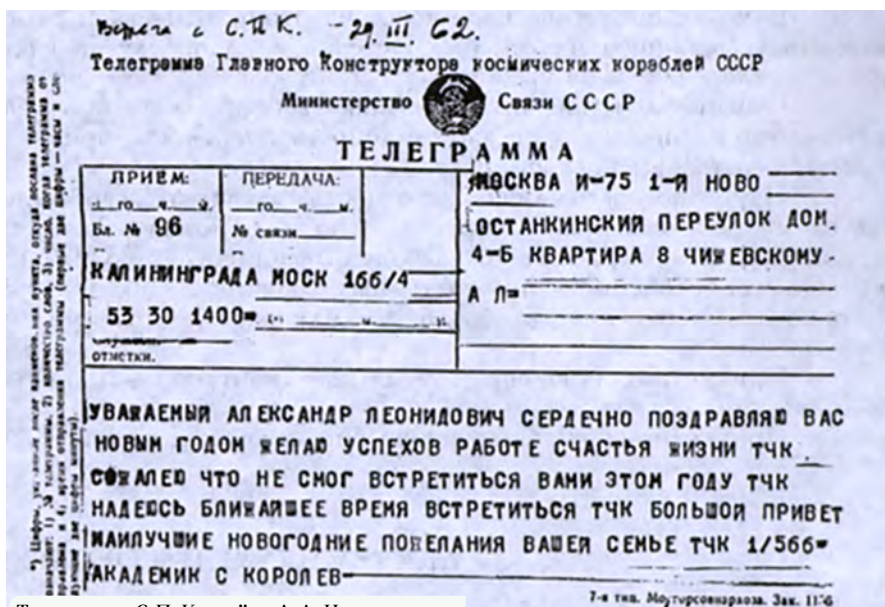 с С.П.К. - 29.III 62.
Телеграмма Главного Конструктора космических кораблей СССР
Министерство Связи СССР
ТЕЛЕГРАММА
ПРИЁМ:
ПЕРЕДАЧА:
Бл. № 96
№ связи
КАЛИНИНГРАДА МОСК 166/4
53 30 1400=
отметки.
МОСКВА И-75 1-Й НОВО
ОСТАНКИНСКИЙ ПЕРЕУЛОК ДОМ
4-Б КВАРТИРА 8 ЧИЖЕВСКОМУ
А Л=
УВАЖАЕМЫЙ АЛЕКСАНДР ЛЕОНИДОВИЧ СЕРДЕЧНО ПОЗДРАВЛЯЮ ВАС
НОВЫМ ГОДОМ ЖЕЛАЮ УСПЕХОВ РАБОТЕ СЧАСТЬЯ ЖИЗНИ ТЧК
СОЖАЛЕЮ ЧТО НЕ СМОГ ВСТРЕТИТЬСЯ ВАМИ ЭТОМ ГОДУ ТЧК
НАДЕЮСЬ БЛИЖАЙШЕЕ ВРЕМЯ ВСТРЕТИТЬСЯ ТЧК БОЛЬШОЙ ПРИВЕТ
НАИЛУЧШИЕ НОВОГОДНИЕ ПОЖЕЛАНИЯ ВАШЕЙ СЕМЬЕ ТЧК 1/566=
АКАДЕМИК С КОРОЛЕВ-
7-я тип. Зак.